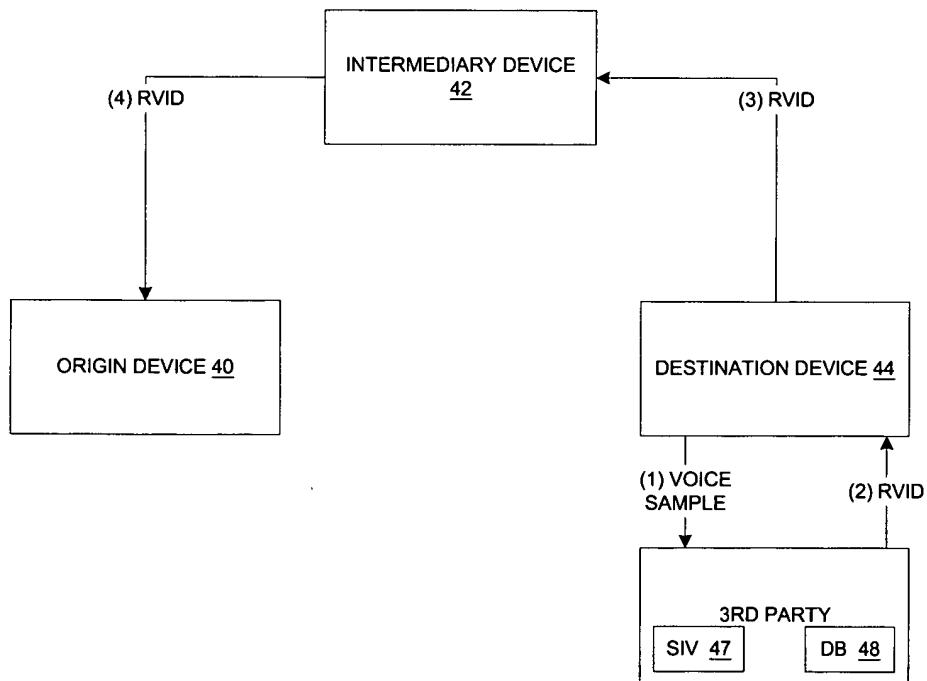 INTERMEDIARY DEVICE
42
(4) RVID
(3) RVID
ORIGIN DEVICE 40
DESTINATION DEVICE 44
(1) VOICE
SAMPLE
(2) RVID
3RD PARTY
SIV 47
DB 48